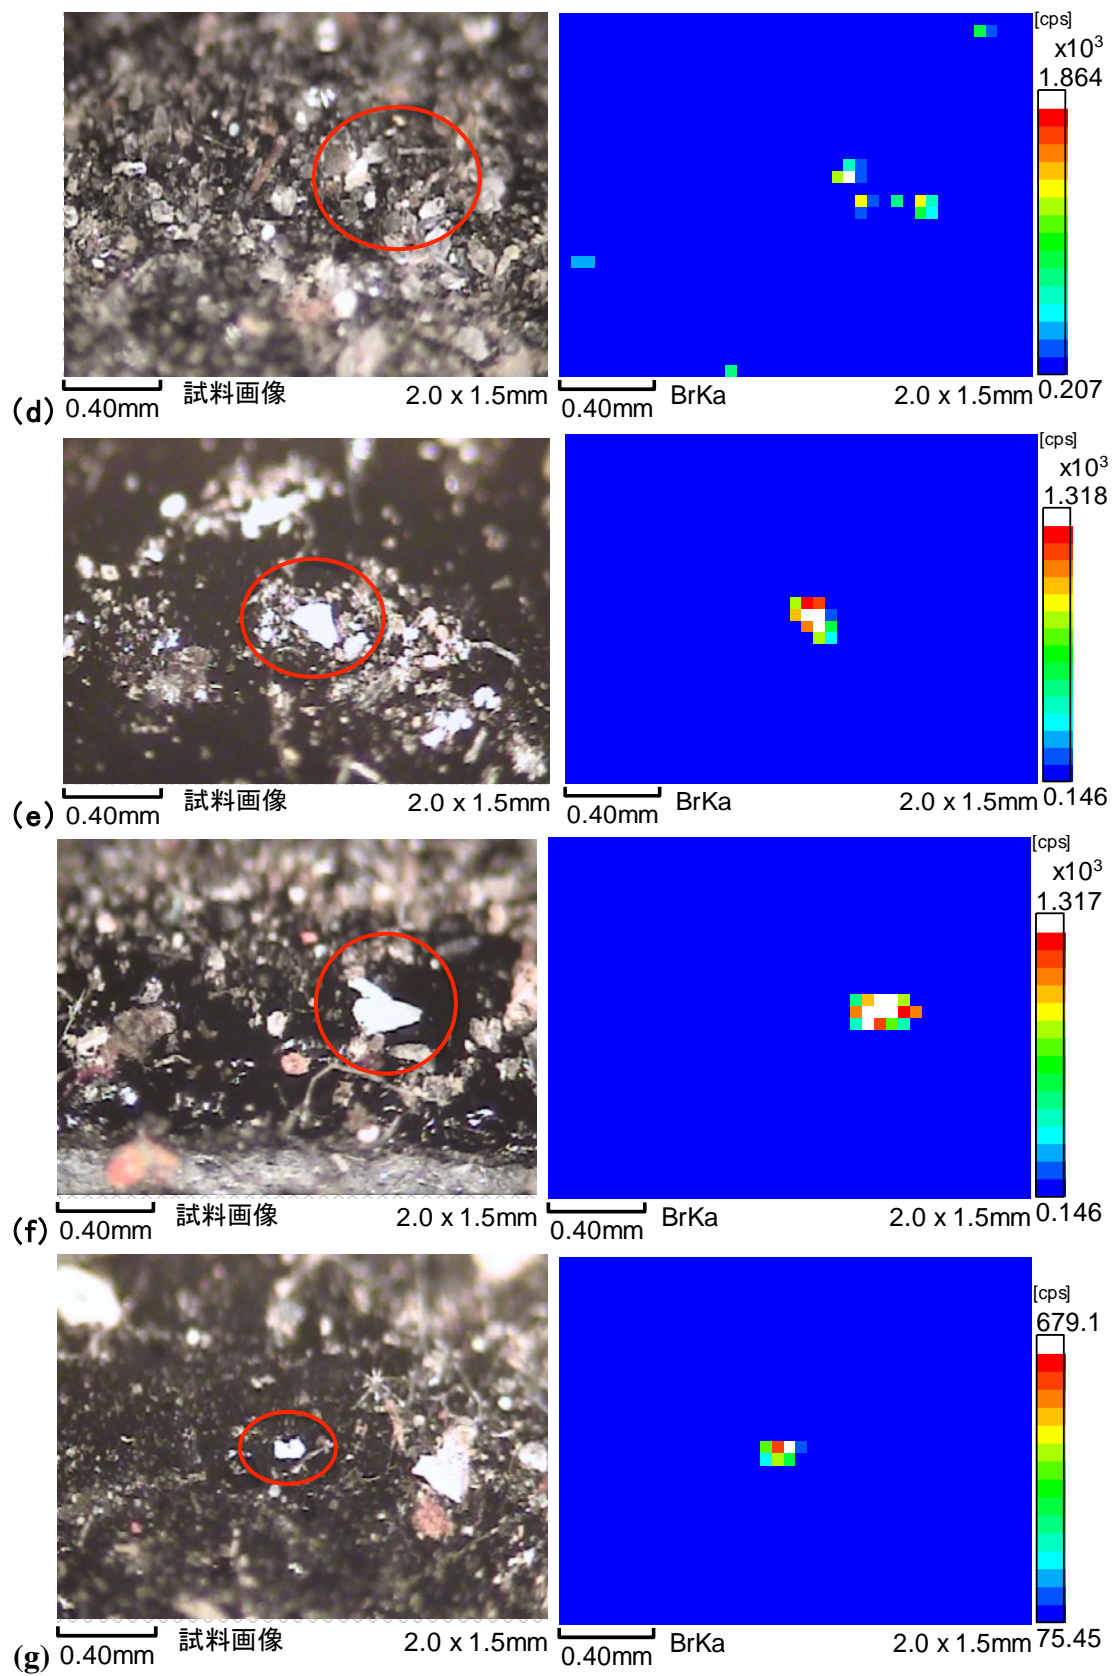 [cps]
x10³
1.864
0.207
0.40mm 試料画像 2.0 x 1.5mm
0.40mm BrKa 2.0 x 1.5mm
(d)
[cps]
x10³
1.318
0.146
0.40mm 試料画像 2.0 x 1.5mm
0.40mm BrKa 2.0 x 1.5mm
(e)
[cps]
x10³
1.317
0.146
0.40mm 試料画像 2.0 x 1.5mm
0.40mm BrKa 2.0 x 1.5mm
(f)
[cps]
679.1
75.45
0.40mm 試料画像 2.0 x 1.5mm
0.40mm BrKa 2.0 x 1.5mm
(g)